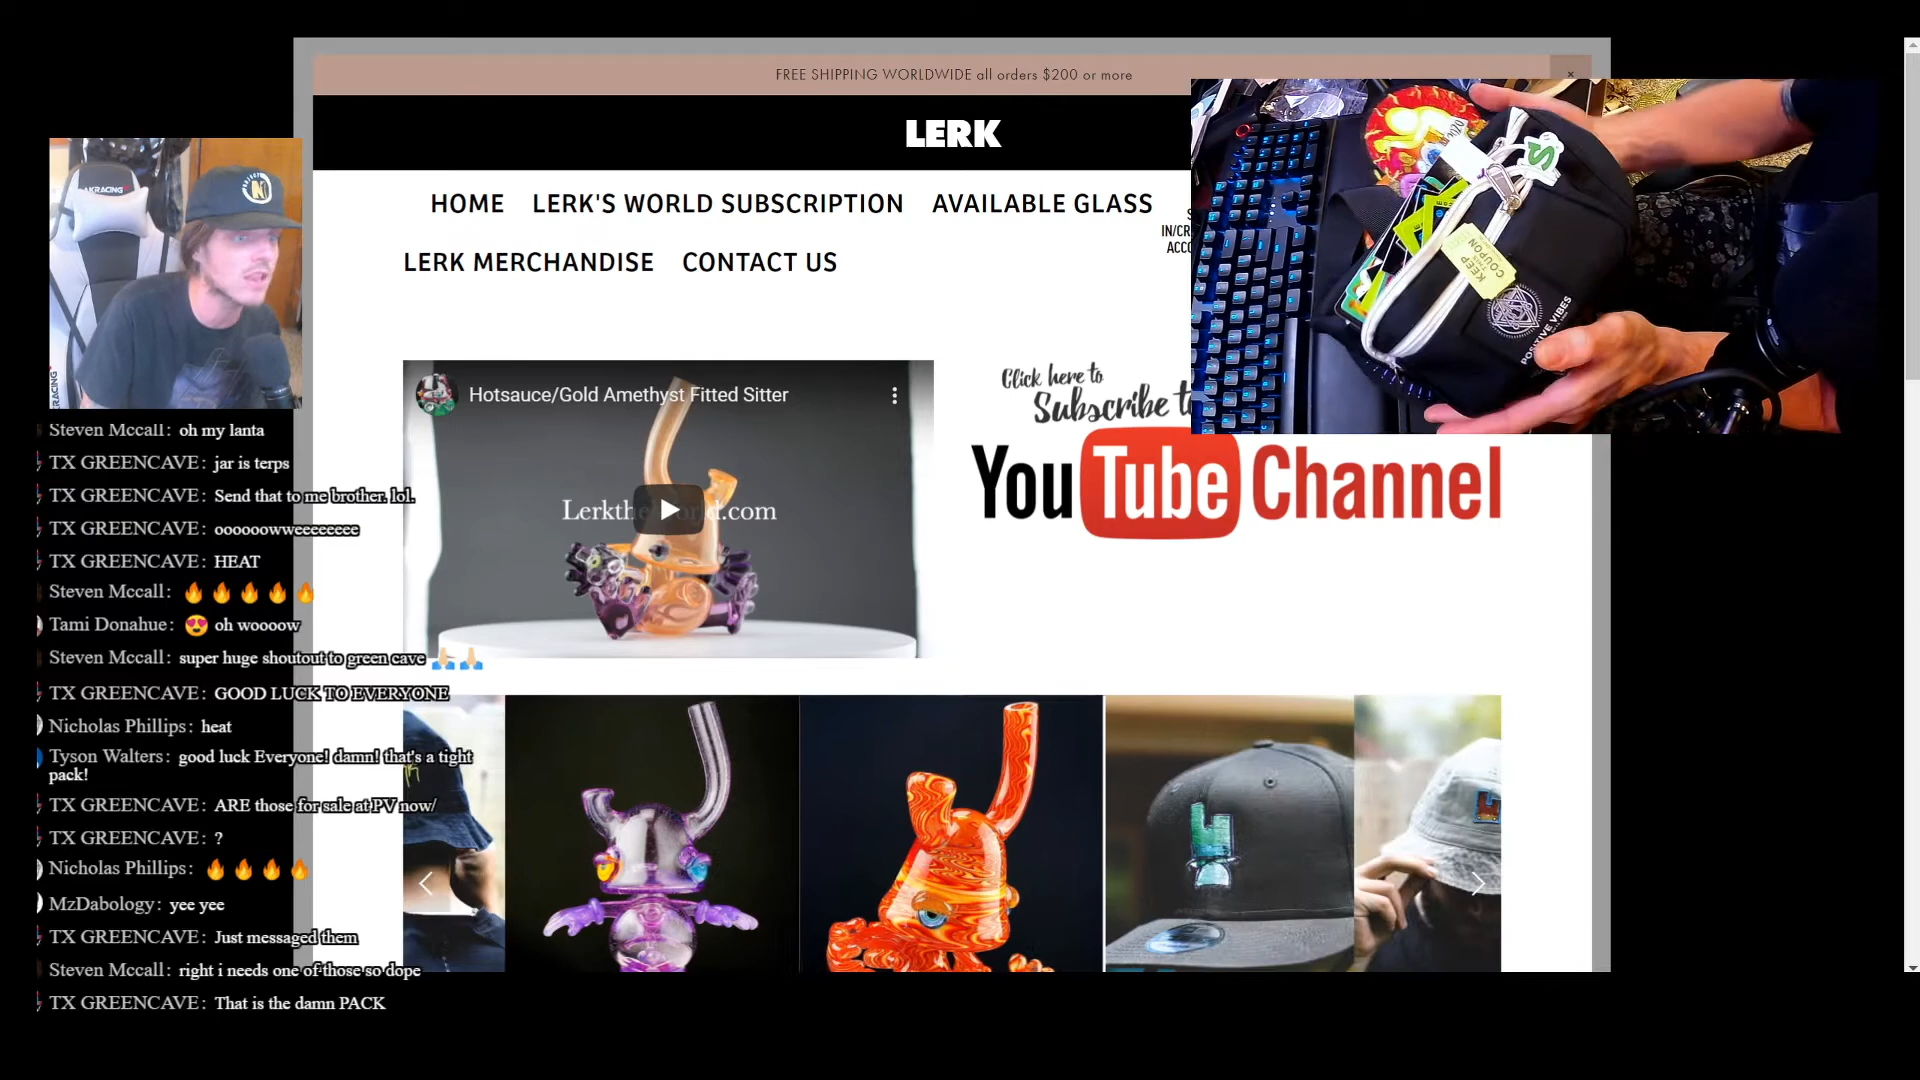 FREE SHIPPING WORLDWIDE all orders $200 or more
×
LERK
HOME LERK'S WORLD SUBSCRIPTION AVAILABLE GLASS
LERK MERCHANDISE CONTACT US
AKRACING
N
2020
S
KEEP
COUPON
POSITIVE VIBES
Hotsauce/Gold Amethyst Fitted Sitter
Click here to
Subscribe
YouTube Channel
Steven Mccall: oh my lanta
TX GREENCAVE: jar is terps
TX GREENCAVE: Send that to me brother. lol.
TX GREENCAVE: oooooowweeeeeeee
TX GREENCAVE: HEAT
Steven Mccall: 🔥🔥🔥🔥🔥
Tami Donahue: 😍 oh woooow
Steven Mccall: super huge shoutout to green cave 🙏🏼🙏🏼
TX GREENCAVE: GOOD LUCK TO EVERYONE
Nicholas Phillips: heat
Tyson Walters: good luck Everyone! damn! that's a tight
pack!
TX GREENCAVE: ARE those for sale at PV now/
TX GREENCAVE: ?
Nicholas Phillips: 🔥🔥🔥🔥
MzDabology: yee yee
TX GREENCAVE: Just messaged them
Steven Mccall: right i needs one of those so dope
TX GREENCAVE: That is the damn PACK